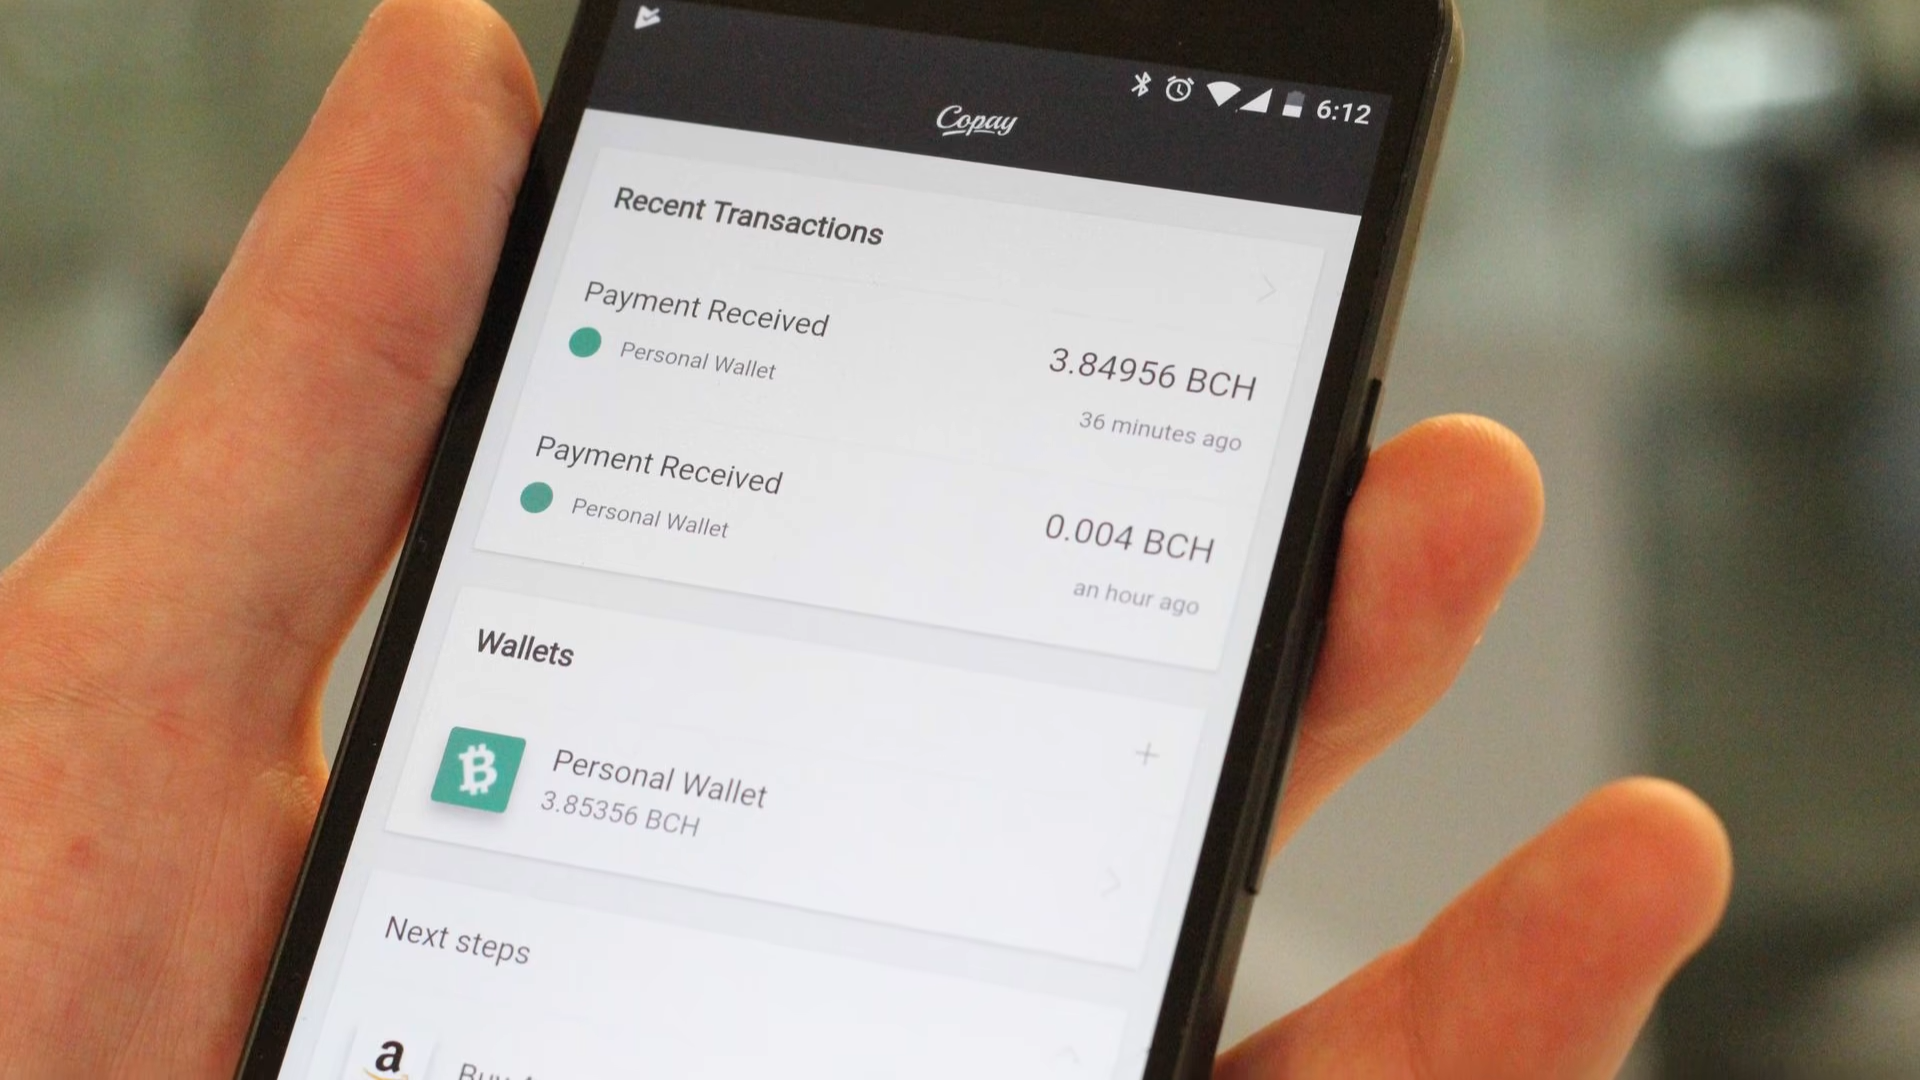 6:12
Copay
Recent Transactions
Payment Received
Personal Wallet
3.84956 BCH
36 minutes ago
Payment Received
Personal Wallet
0.004 BCH
an hour ago
Wallets
Personal Wallet
3.85356 BCH
Next steps
a
Buy